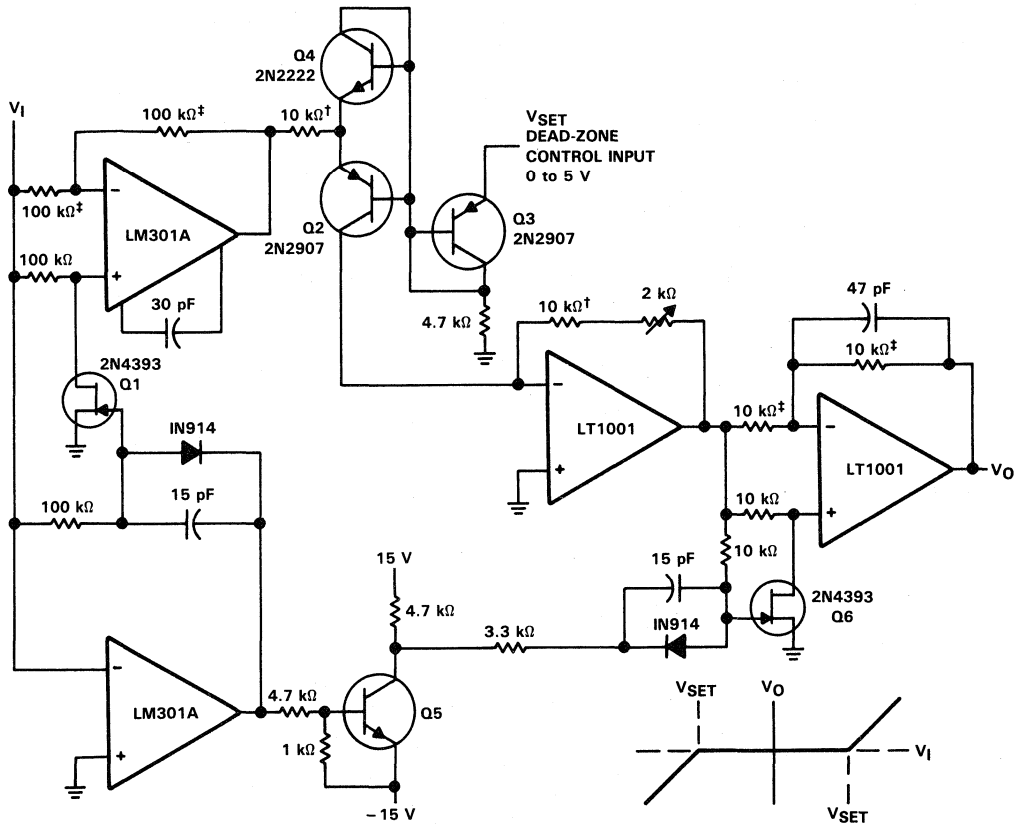 Q4
2N2222
VI
100 kΩ‡
10 kΩ†
VSET
DEAD-ZONE
CONTROL INPUT
0 to 5 V
−
100 kΩ‡
LM301A
Q2
2N2907
Q3
2N2907
100 kΩ
+
30 pF
4.7 kΩ
10 kΩ†
2 kΩ
47 pF
10 kΩ‡
2N4393
Q1
−
LT1001
+
10 kΩ‡
−
LT1001
VO
+
IN914
15 pF
100 kΩ
10 kΩ
10 kΩ
15 V
4.7 kΩ
15 pF
IN914
2N4393
Q6
3.3 kΩ
−
LM301A
+
4.7 kΩ
1 kΩ
Q5
−15 V
VSET
VO
VI
VSET